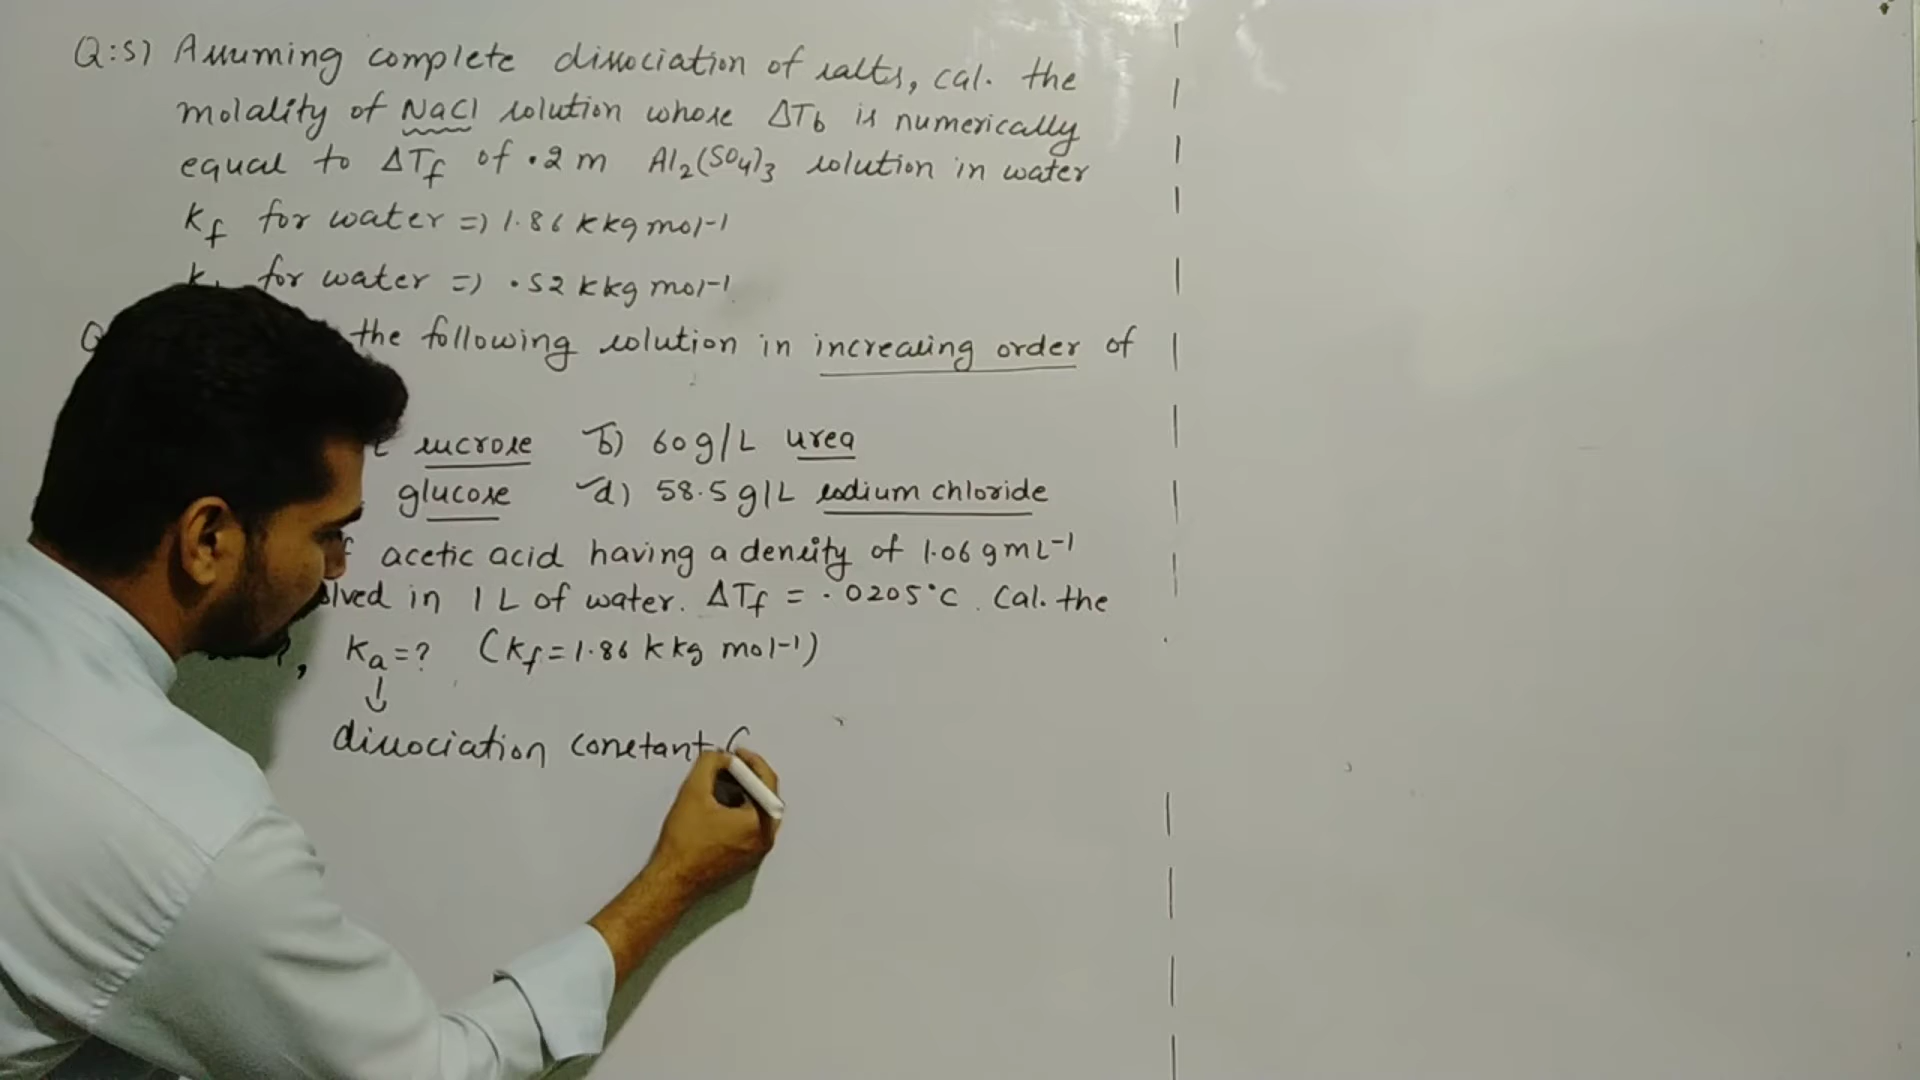 Q:5) Assuming complete dissociation of salts, cal. the
molality of NaCl solution whose ΔTb is numerically
equal to ΔTf of .2 m Al2(SO4)3 solution in water
Kf for water => 1.86 K kg mol-1
for water => .52 K kg mol-1
the following solution in increasing order of
sucrose b) 60 g/L urea
glucose d) 58.5 g/L sodium chloride
acetic acid having a density of 1.06 g mL-1
in 1 L of water. ΔTf = .0205°C. Cal. the
Ka = ? (Kf = 1.86 K kg mol-1)
↓
dissociation constant (